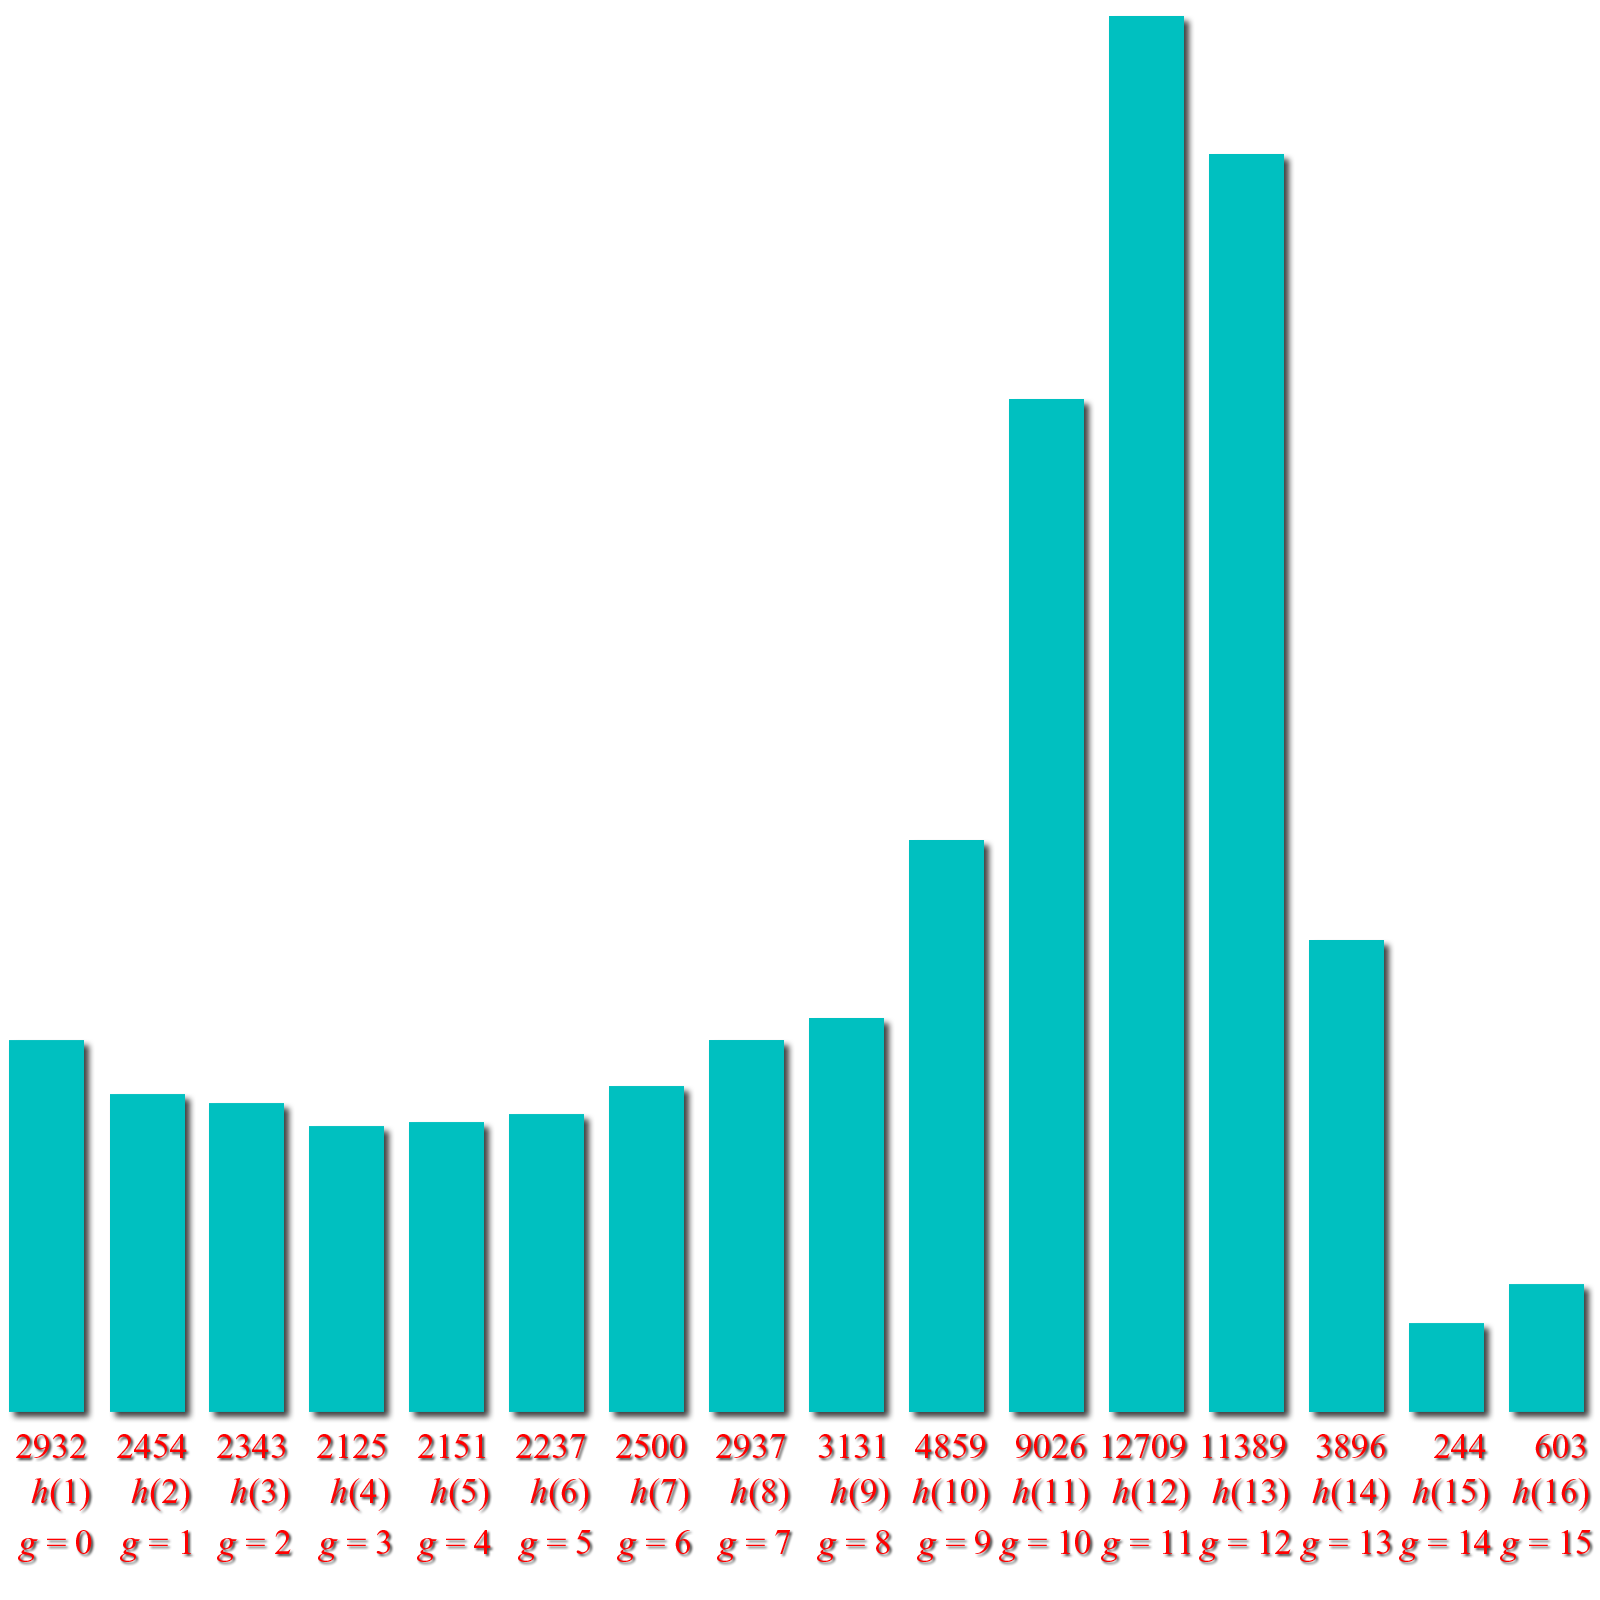 2932 2454 2343 2125 2151 2237 2500 2937 3131 4859 9026 12709 11389 3896 244 603
h(1) h(2) h(3) h(4) h(5) h(6) h(7) h(8) h(9) h(10) h(11) h(12) h(13) h(14) h(15) h(16)
g = 0 g = 1 g = 2 g = 3 g = 4 g = 5 g = 6 g = 7 g = 8 g = 9 g = 10 g = 11 g = 12 g = 13 g = 14 g = 15